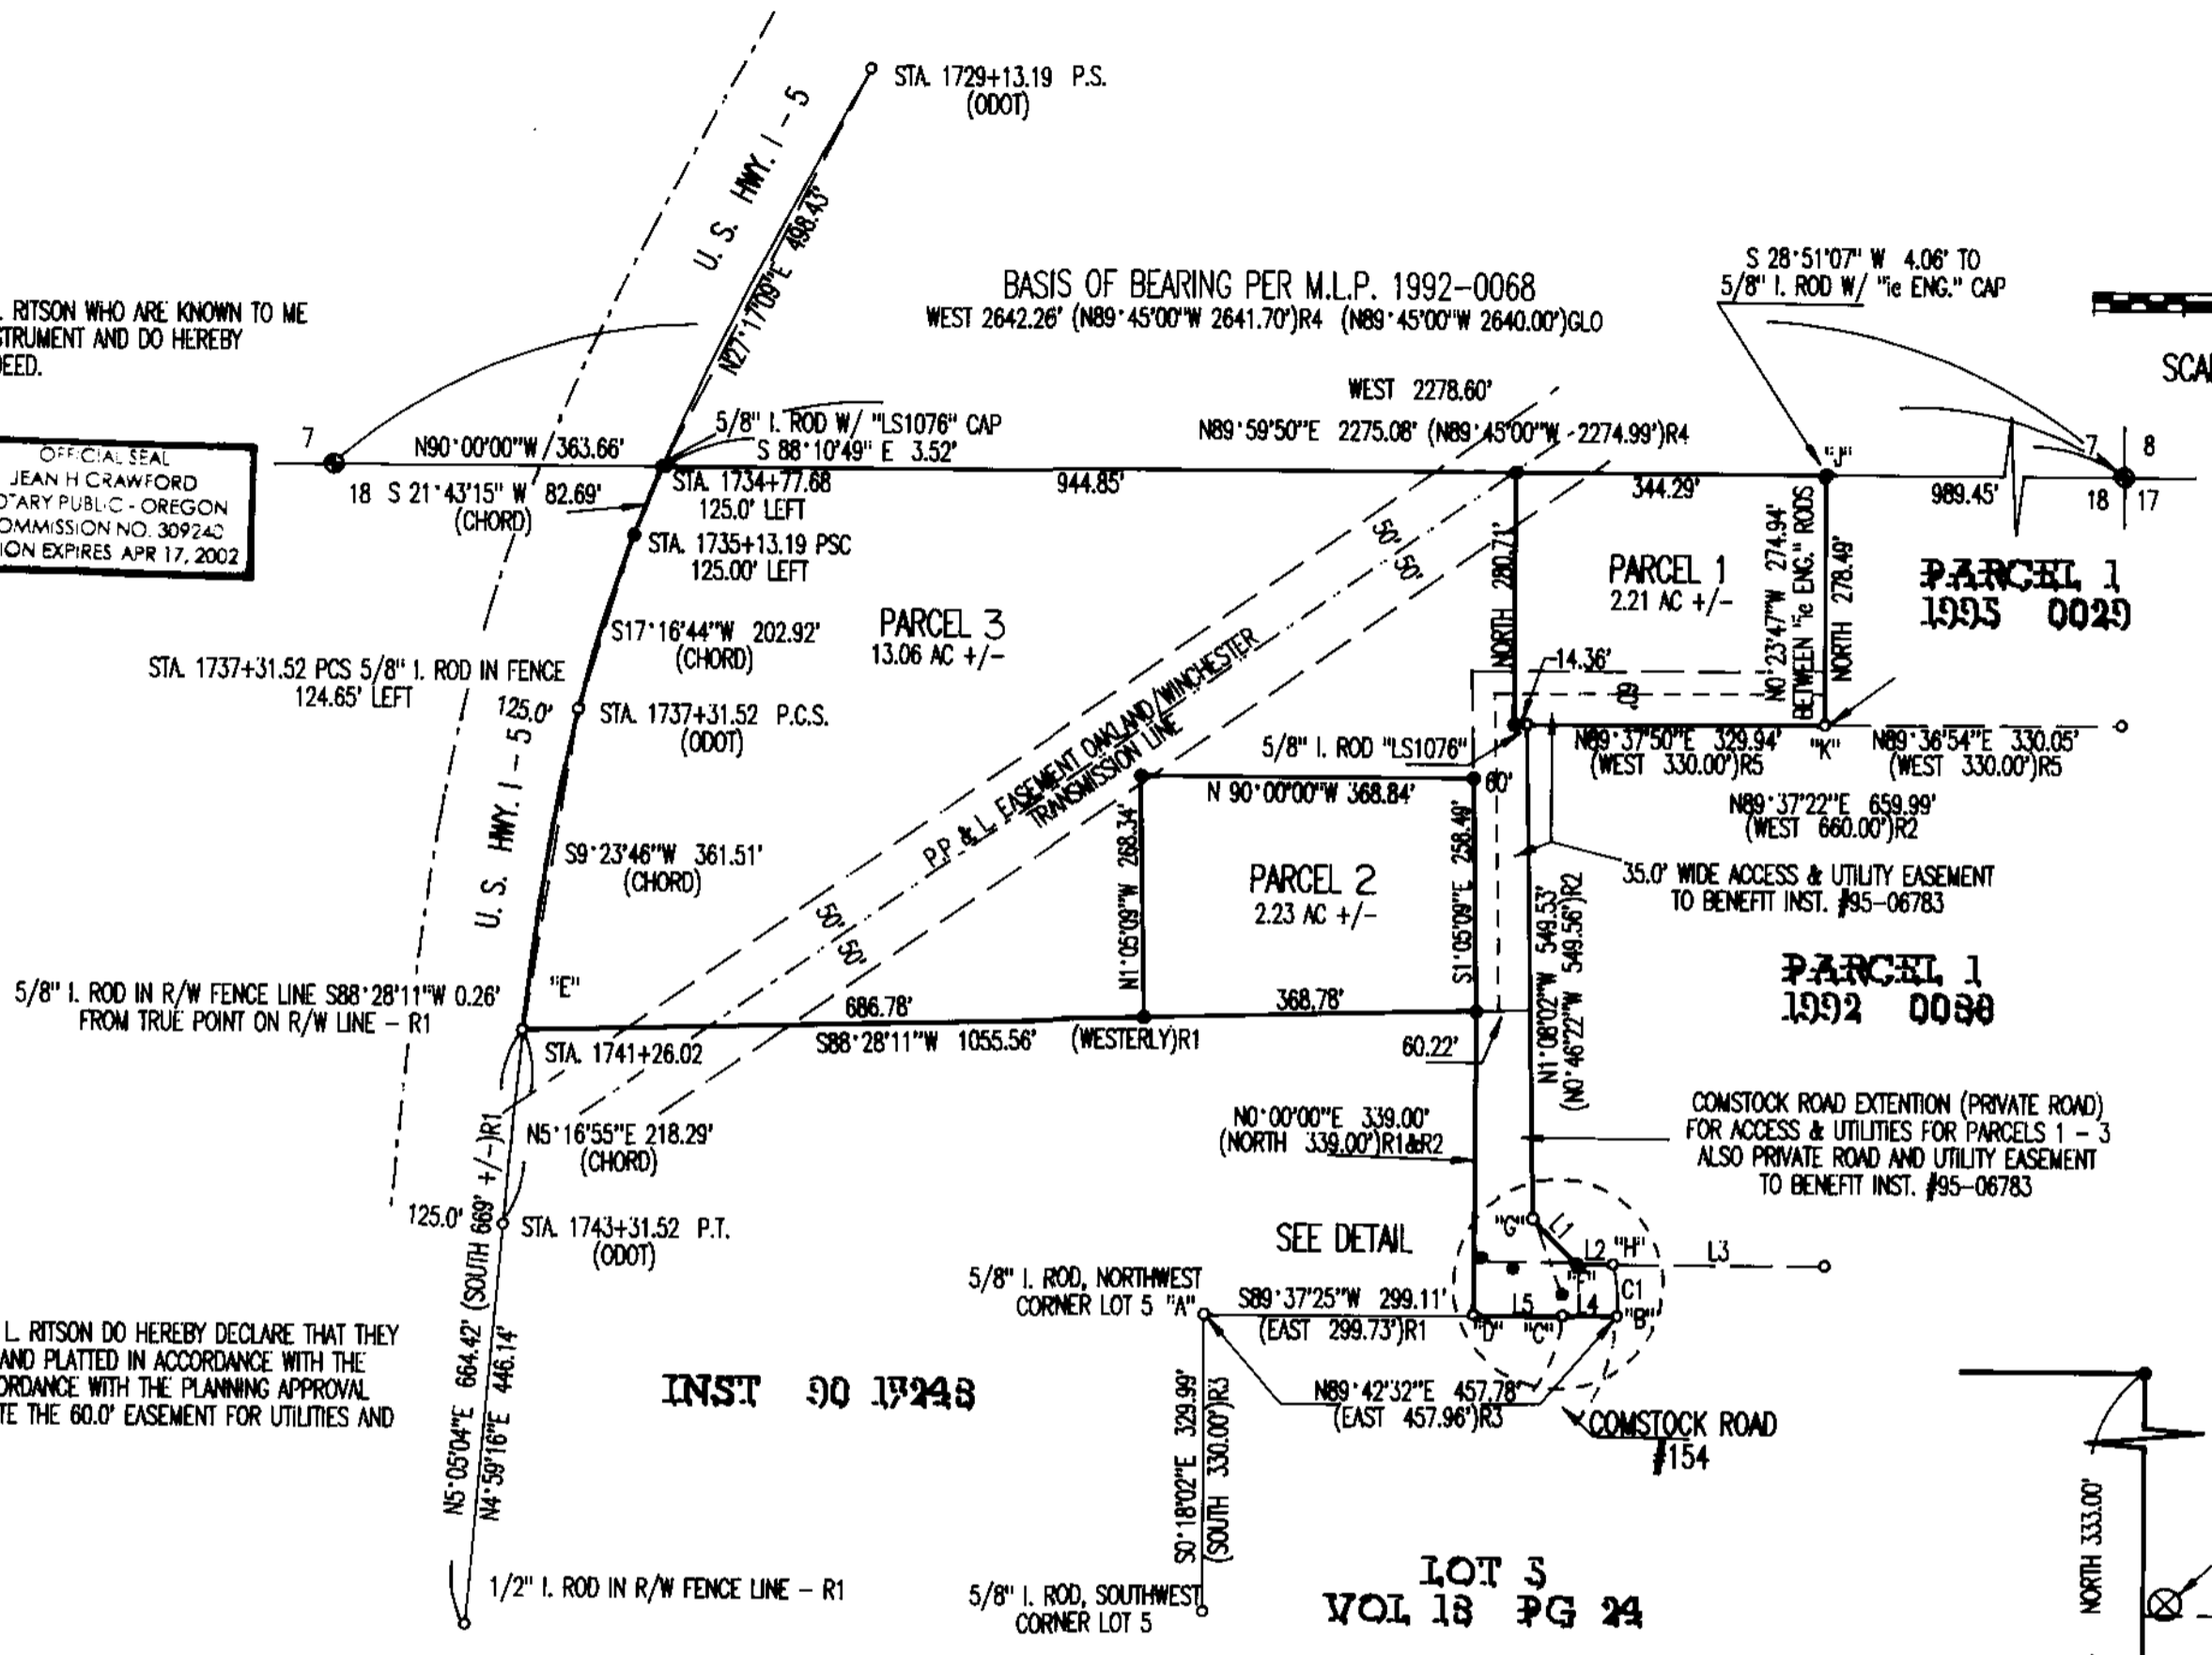 STA. 1729+13.19 P.S.
(ODOT)
U. S. HWY. I - 5
N27°17'09"E 498.43'
BASIS OF BEARING PER M.L.P. 1992-0068
WEST 2642.26' (N89°45'00"W 2641.70')R4 (N89°45'00"W 2640.00')GLO
S 28°51'07" W 4.06' TO
5/8" I. ROD W/ "ie ENG." CAP
L. RITSON WHO ARE KNOWN TO ME
STRUMENT AND DO HEREBY
DEED.
SCAL
WEST 2278.60'
N89°59'50"E 2275.08' (N89°45'00"W -2274.99')R4
5/8" I. ROD W/ "LS1076" CAP
S 88°10'49" E 3.52'
7
N90°00'00"W 363.66'
18
S 21°43'15" W 82.69'
(CHORD)
STA. 1734+77.68
125.0' LEFT
944.85'
344.29'
"J"
989.45'
7
8
18
17
OFFICIAL SEAL
JEAN H CRAWFORD
OTARY PUBLIC - OREGON
OMMISSION NO. 309240
ION EXPIRES APR 17, 2002
STA. 1735+13.19 PSC
125.00' LEFT
50'
50'
NORTH 280.71'
PARCEL 1
2.21 AC +/-
N0°23'47"W 274.94'
BETWEEN "ie ENG." RODS
NORTH 278.49'
PARCEL 1
1995 0029
PARCEL 3
13.06 AC +/-
S17°16'44"W 202.92'
(CHORD)
STA. 1737+31.52 PCS 5/8" I. ROD IN FENCE
124.65' LEFT
125.0'
STA. 1737+31.52 P.C.S.
(ODOT)
P.P. & L. EASEMENT OAKLAND/WINCHESTER
TRANSMISSION LINE
14.36'
60'
5/8" I. ROD "LS1076"
N89°37'50"E 329.94'
(WEST 330.00')R5
"K"
N89°36'54"E 330.05'
(WEST 330.00')R5
60'
N 90°00'00"W 368.84'
N89°37'22"E 659.99'
(WEST 660.00')R2
U. S. HWY. I - 5
S9°23'46"W 361.51'
(CHORD)
N1°05'09"W 268.34'
PARCEL 2
2.23 AC +/-
S1°05'09"E 258.49'
35.0' WIDE ACCESS & UTILITY EASEMENT
TO BENEFIT INST. #95-06783
50'
50'
N1°08'02"W 549.53'
(N0°46'22"W 549.56')R2
PARCEL 1
5/8" I. ROD IN R/W FENCE LINE S88°28'11"W 0.26'
FROM TRUE POINT ON R/W LINE - R1
"E"
686.78'
368.78'
STA. 1741+26.02
S88°28'11"W 1055.56' (WESTERLY)R1
60.22'
N0°00'00"E 339.00'
(NORTH 339.00')R1&R2
COMSTOCK ROAD EXTENTION (PRIVATE ROAD)
FOR ACCESS & UTILITIES FOR PARCELS 1 - 3
ALSO PRIVATE ROAD AND UTILITY EASEMENT
TO BENEFIT INST. #95-06783
N5°16'55"E 218.29'
(CHORD)
125.0'
STA. 1743+31.52 P.T.
(ODOT)
SEE DETAIL
"G"
L1
L2
"H"
L3
"F"
C1
5/8" I. ROD, NORTHWEST
CORNER LOT 5 "A"
S89°37'25"W 299.11'
(EAST 299.73')R1
L5
L4
"D"
"C"
"B"
L. RITSON DO HEREBY DECLARE THAT THEY
AND PLATTED IN ACCORDANCE WITH THE
ORDANCE WITH THE PLANNING APPROVAL
TE THE 60.0' EASEMENT FOR UTILITIES AND
N5°05'04"E 664.42' (SOUTH 669' +/-)R1
N4°59'16"E 446.14'
INST 90
N89°42'32"E 457.78'
(EAST 457.96')R3
COMSTOCK ROAD
#154
S0°18'02"E 329.99'
(SOUTH 330.00')R3
1/2" I. ROD IN R/W FENCE LINE - R1
5/8" I. ROD, SOUTHWEST
CORNER LOT 5
LOT 5
VOL 18 PG 24
NORTH 333.00'